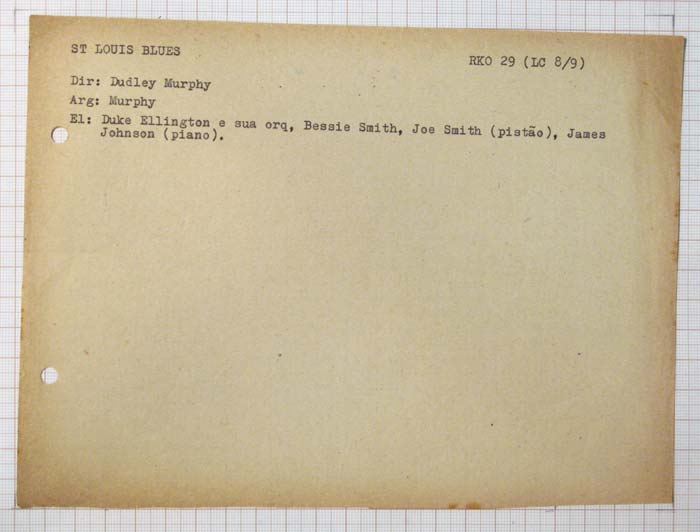 ST LOUIS BLUES
RKO 29 (LC 8/9)
Dir: Dudley Murphy
Arg: Murphy
El: Duke Ellington e sua orq, Bessie Smith, Joe Smith (pistão), James
Johnson (piano).